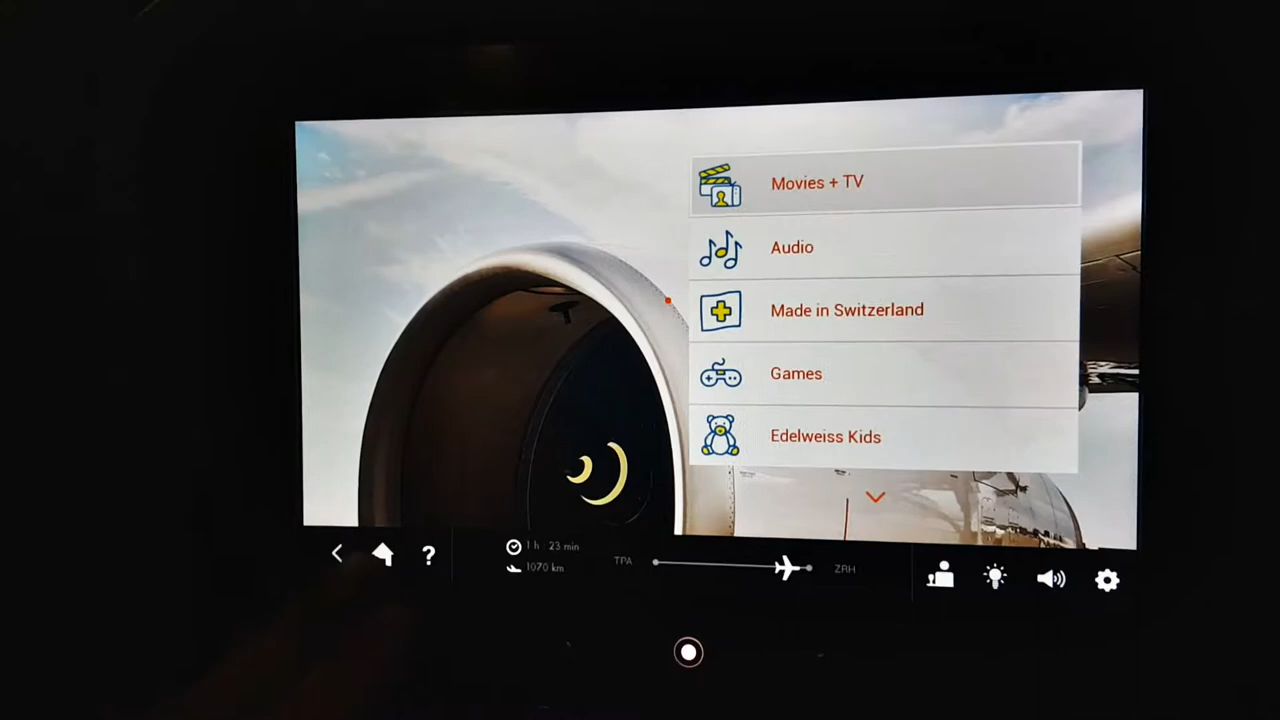 Movies + TV
Audio
Made in Switzerland
Games
Edelweiss Kids
?
1 h 23 min
1070 km
TPA
ZRH